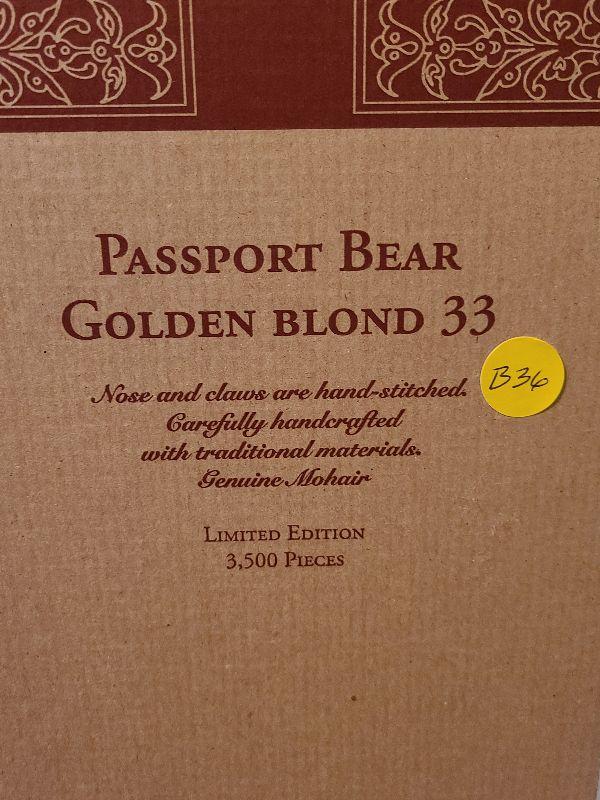 Passport Bear
Golden blond 33
B36
Nose and claws are hand-stitched.
Carefully handcrafted
with traditional materials.
Genuine Mohair
Limited Edition
3,500 Pieces